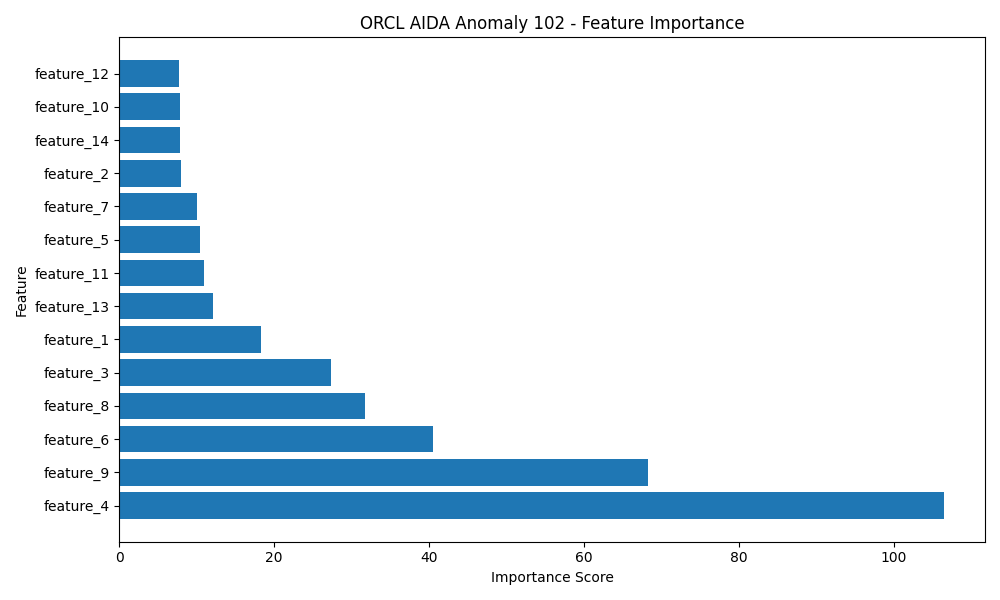 ORCL AIDA Anomaly 102 - Feature Importance
Feature
feature_12
feature_10
feature_14
feature_2
feature_7
feature_5
feature_11
feature_13
feature_1
feature_3
feature_8
feature_6
feature_9
feature_4
0 20 40 60 80 100
Importance Score